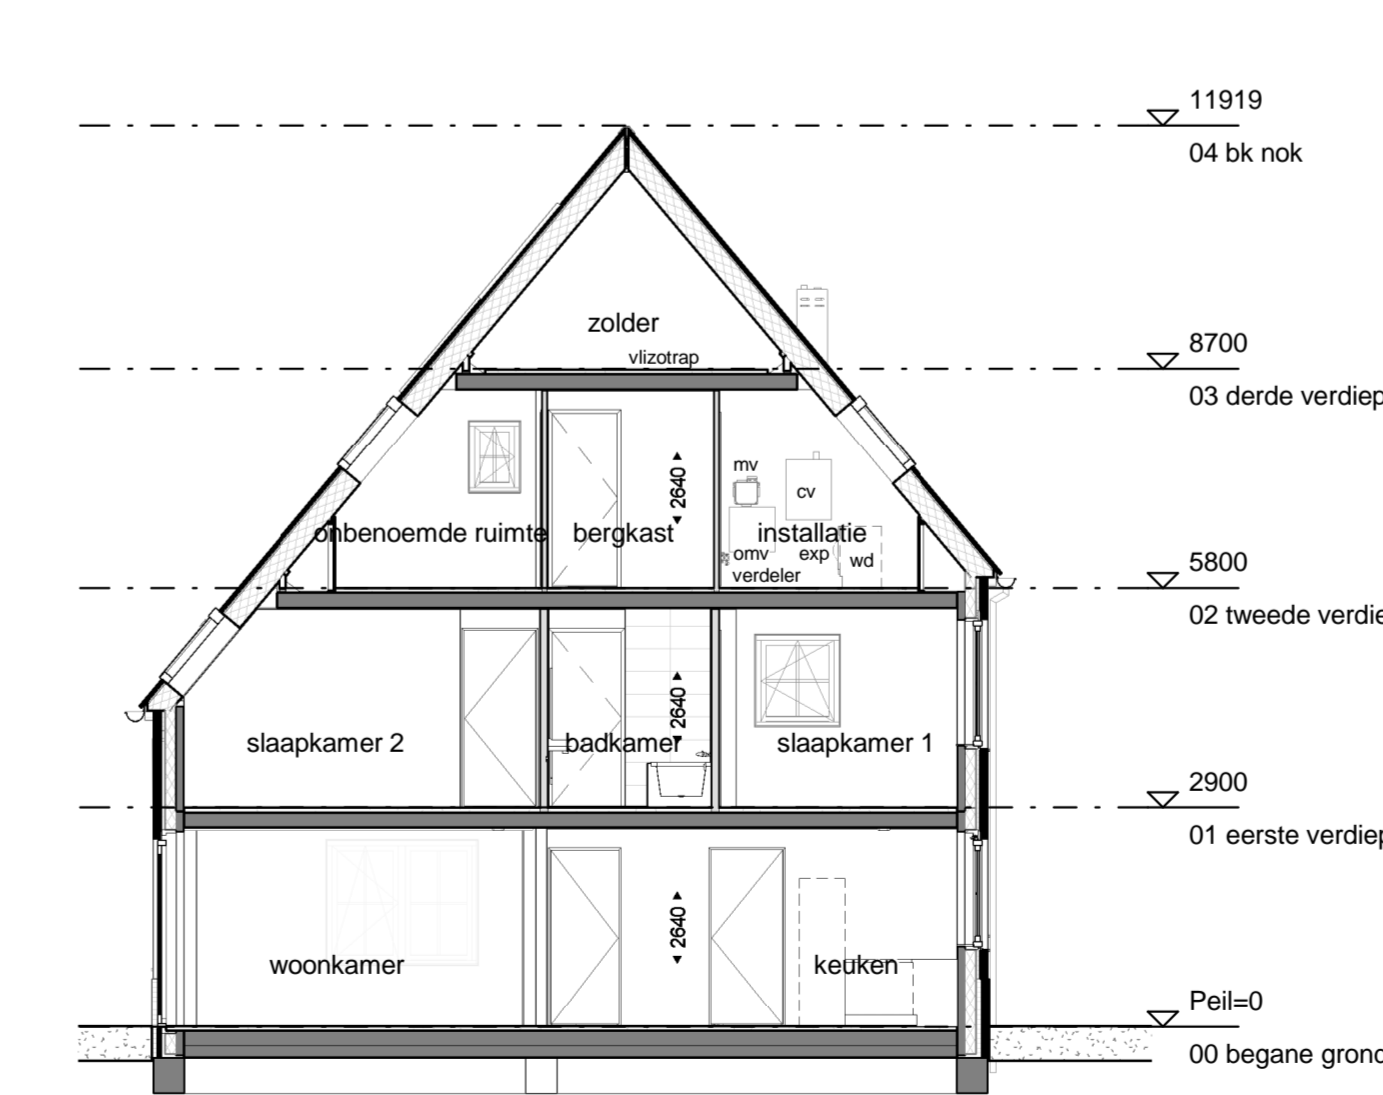 11919
04 bk nok
zolder
vlizotrap
8700
03 derde verdiep
mv
cv
2640
onbenoemde ruimte
bergkast
installatie
omv
exp
wd
verdeler
5800
02 tweede verdie
2640
slaapkamer 2
badkamer
slaapkamer 1
2900
01 eerste verdiep
2640
woonkamer
keuken
Peil=0
00 begane grond